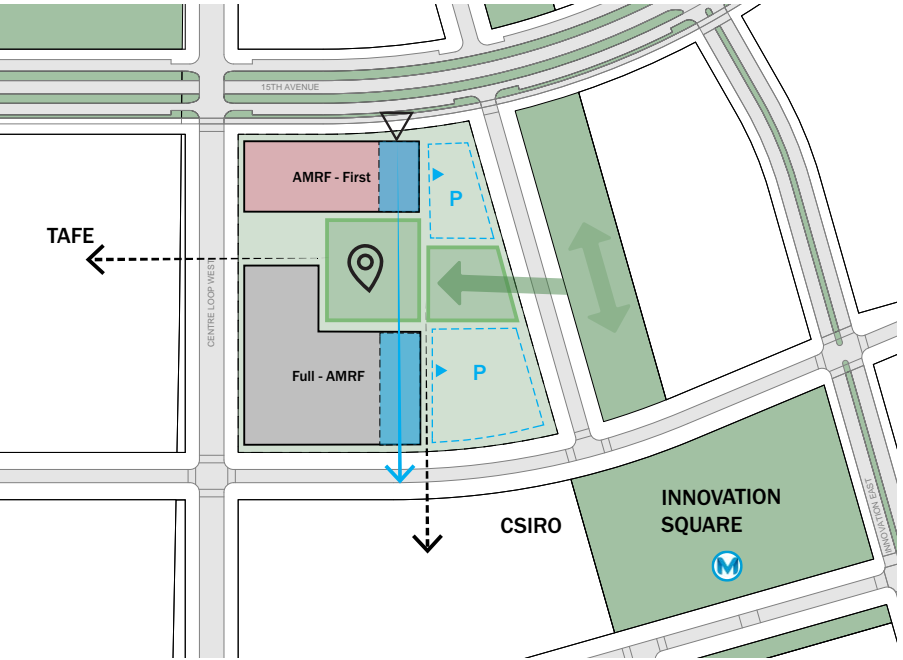 15TH AVENUE
AMRF - First
P
TAFE
CENTRE LOOP WEST
Full - AMRF
P
INNOVATION
SQUARE
CSIRO
INNOVATION EAST
M